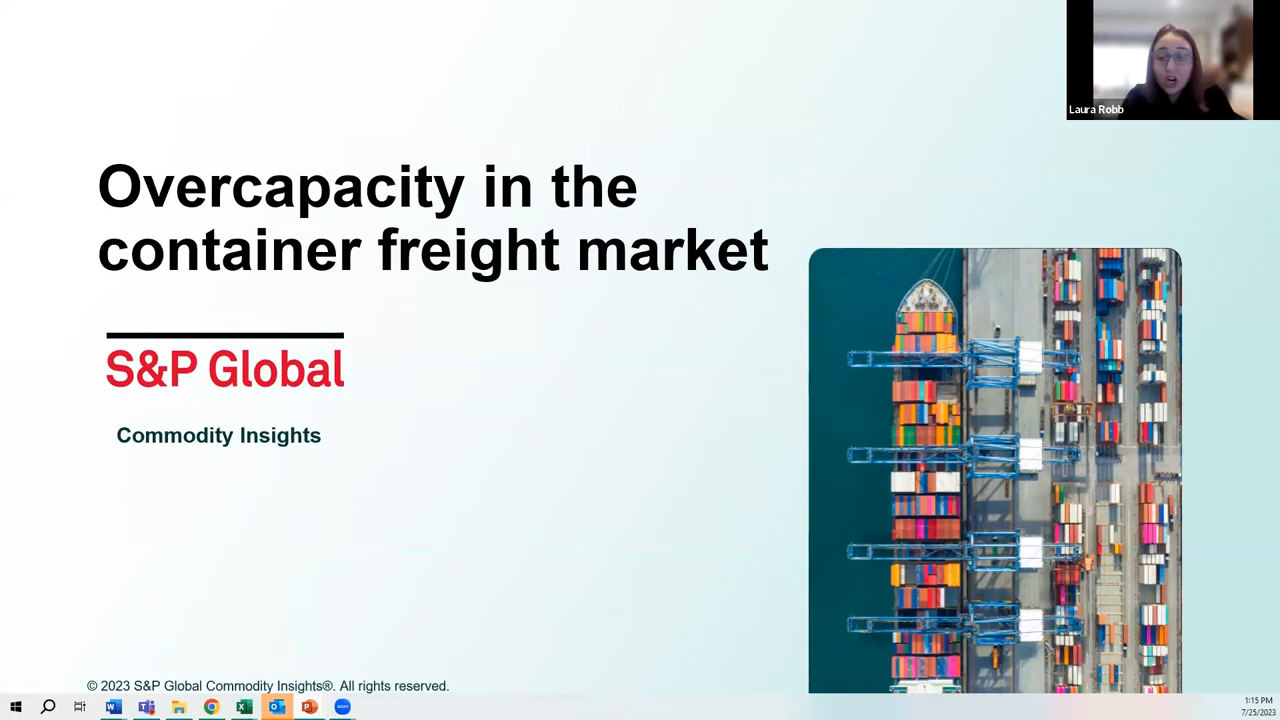 Laura Robb
Overcapacity in the
container freight market
S&P Global
Commodity Insights
© 2023 S&P Global Commodity Insights®. All rights reserved.
zoom
1:15 PM
7/25/2023